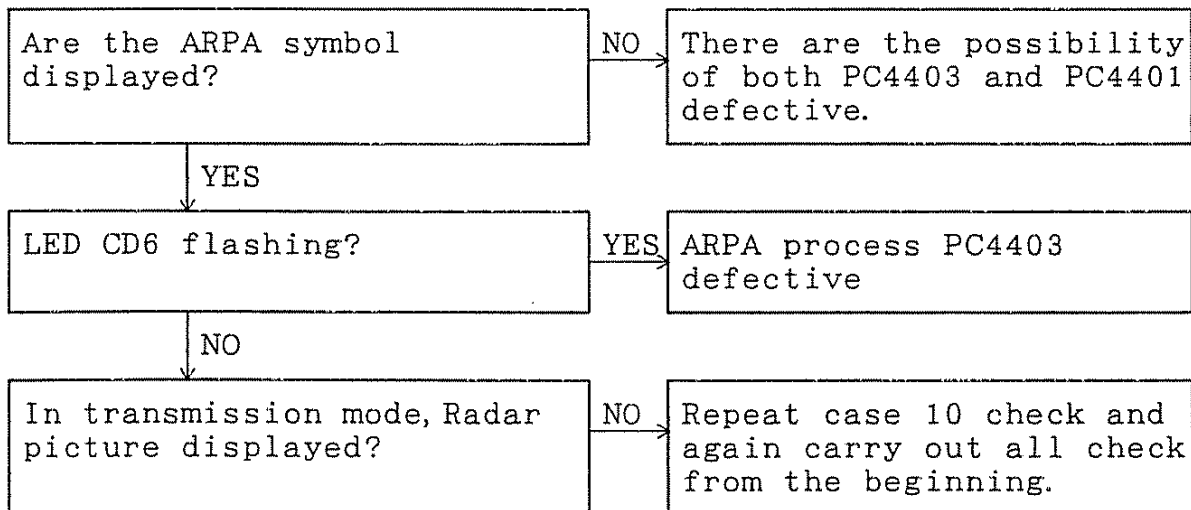 Are the ARPA symbol
displayed?
NO
There are the possibility
of both PC4403 and PC4401
defective.
YES
LED CD6 flashing?
YES
ARPA process PC4403
defective
NO
In transmission mode, Radar
picture displayed?
NO
Repeat case 10 check and
again carry out all check
from the beginning.